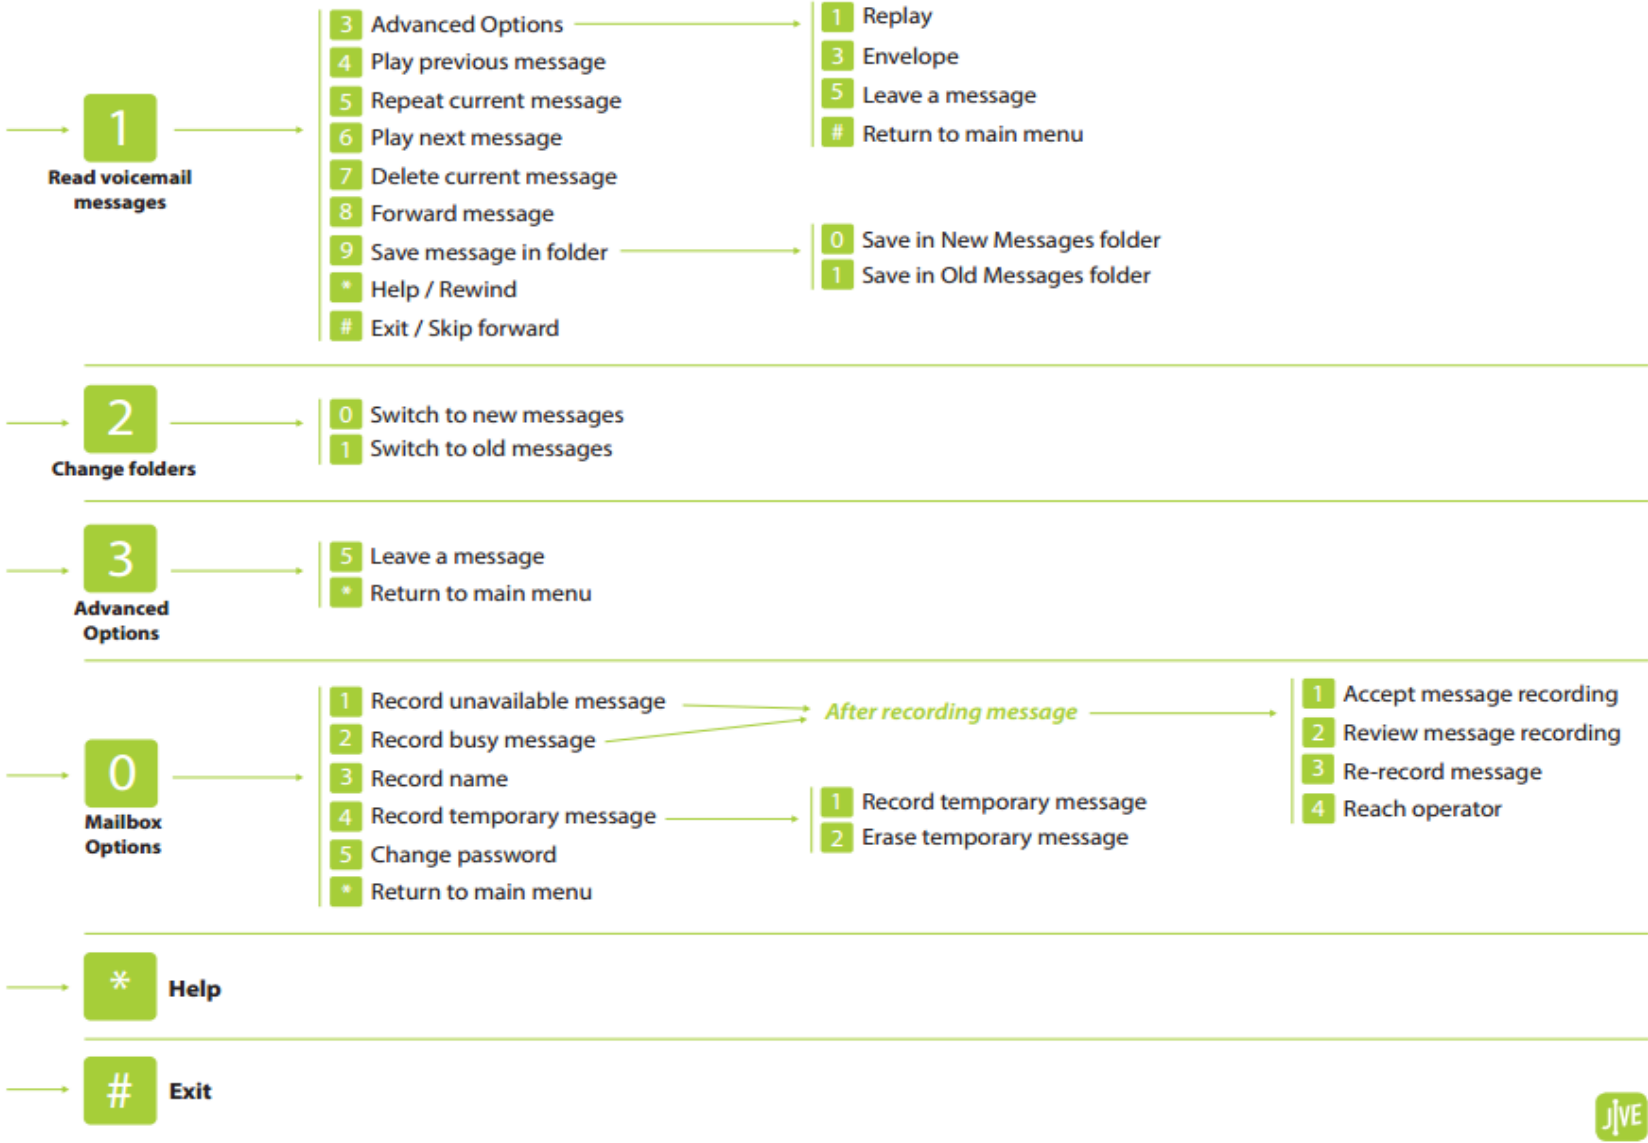 1
Read voicemail
messages
3 Advanced Options
4 Play previous message
5 Repeat current message
6 Play next message
7 Delete current message
8 Forward message
9 Save message in folder
* Help / Rewind
# Exit / Skip forward
1 Replay
3 Envelope
5 Leave a message
# Return to main menu
0 Save in New Messages folder
1 Save in Old Messages folder
2
Change folders
0 Switch to new messages
1 Switch to old messages
3
Advanced
Options
5 Leave a message
* Return to main menu
0
Mailbox
Options
1 Record unavailable message
2 Record busy message
3 Record name
4 Record temporary message
5 Change password
* Return to main menu
After recording message
1 Record temporary message
2 Erase temporary message
1 Accept message recording
2 Review message recording
3 Re-record message
4 Reach operator
* Help
# Exit
JIVE